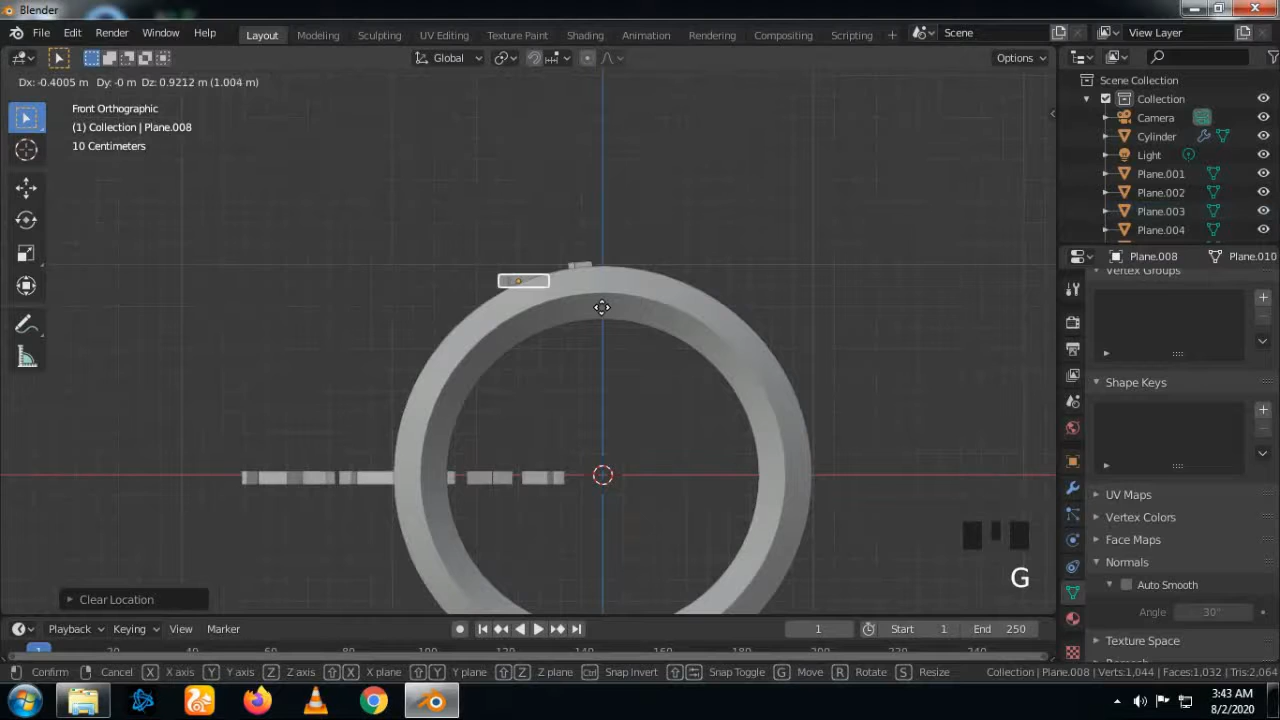 Blender
File Edit Render Window Help Layout Modeling Sculpting UV Editing Texture Paint Shading Animation Rendering Compositing Scripting + Scene View Layer
Global Options
Dx: -0.4005 m Dy: -0 m Dz: 0.9212 m (1.004 m)
Front Orthographic
(1) Collection | Plane.008
10 Centimeters
Scene Collection
Collection
Camera
Cylinder
Light
Plane.001
Plane.002
Plane.003
Plane.004
Plane.008 Plane.010
Vertex Groups
Shape Keys
UV Maps
Vertex Colors
Face Maps
Normals
Auto Smooth
Angle 30°
Texture Space
G
Clear Location
Playback Keying View Marker 1 Start 1 End 250
1
Confirm Cancel X X axis Y Y axis Z Z axis X X plane Y Y plane Z Z plane Ctrl Snap Invert Snap Toggle G Move R Rotate S Resize Collection | Plane.008 | Verts:1,044 | Faces:1,032 | Tris:2,064
3:43 AM
8/2/2020